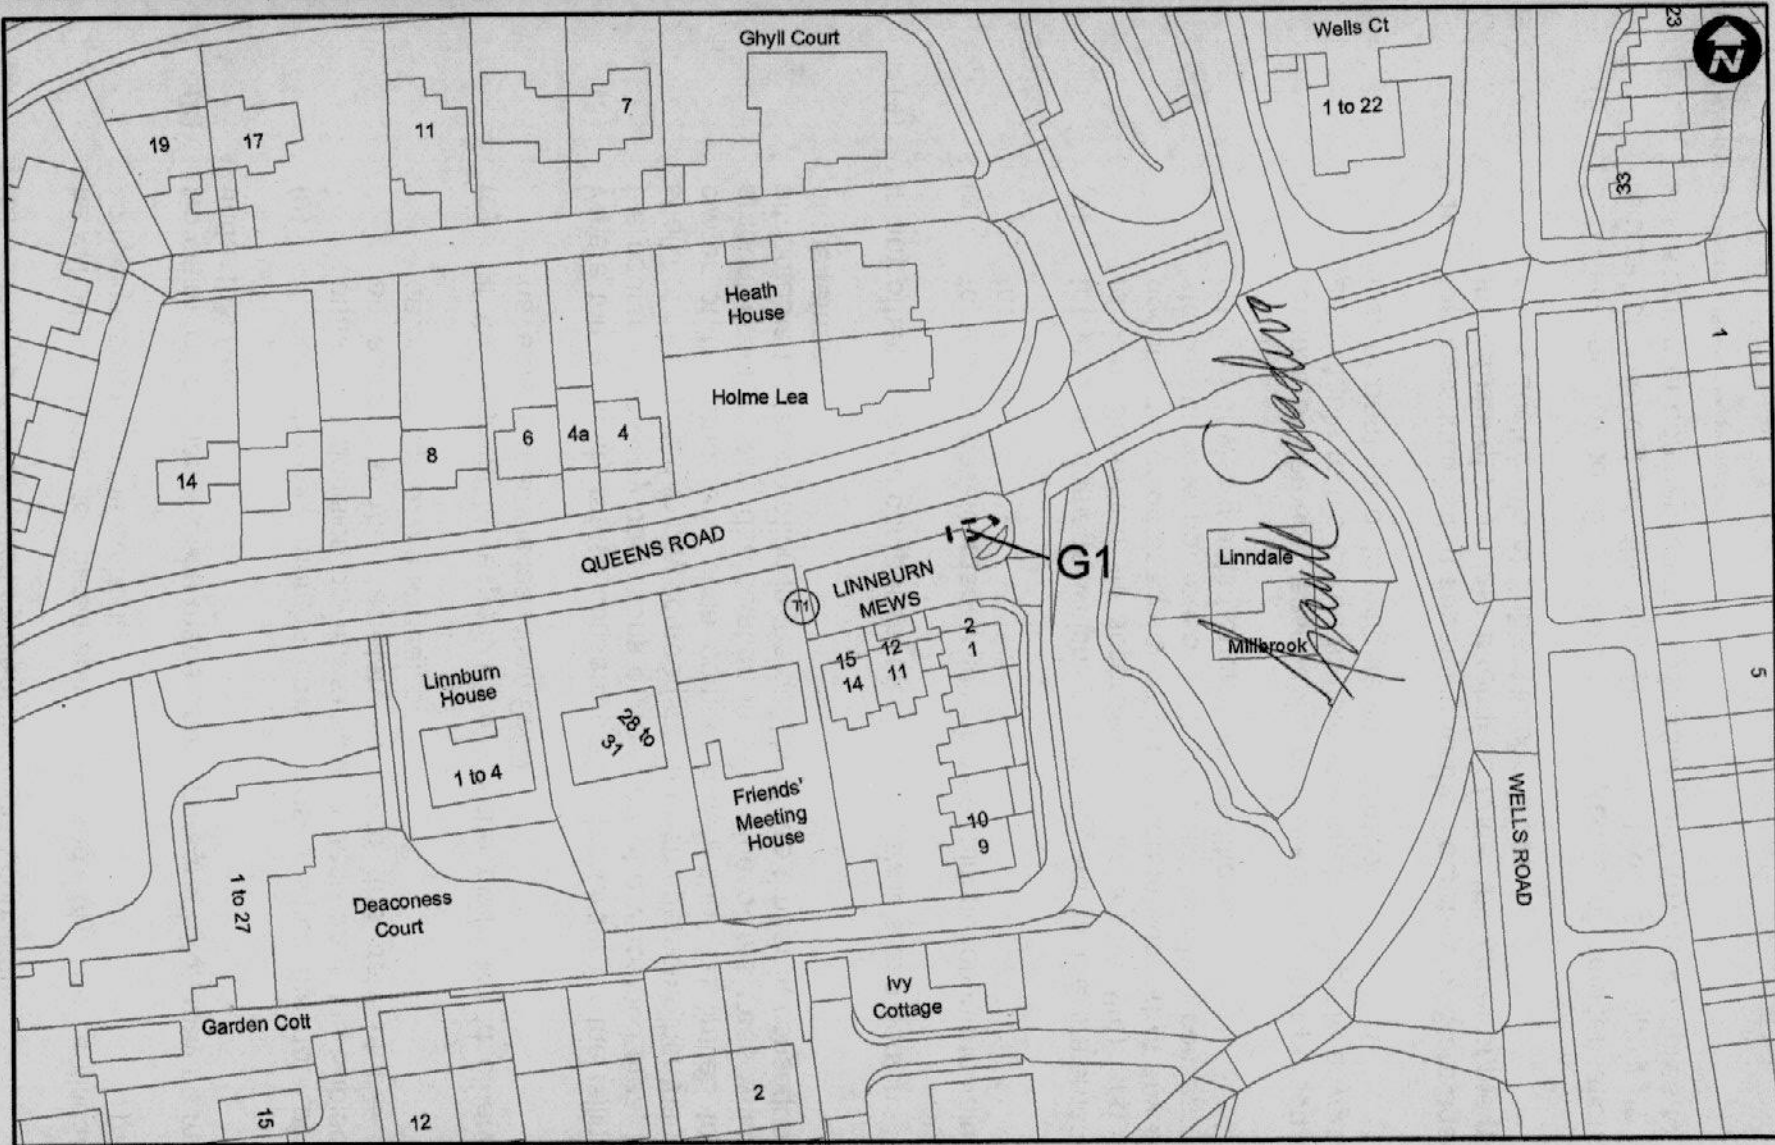 Ghyll Court
Wells Ct
23
N
1 to 22
19
17
11
7
33
Heath
House
Holme Lea
1
14
8
6
4a
4
QUEENS ROAD
G1
LINNBURN
MEWS
T1
Linndale
Millbrook
2
1
15
14
12
11
Linnburn
House
1 to 4
28 to
31
5
Friends'
Meeting
House
10
9
WELLS ROAD
1 to 27
Deaconess
Court
Ivy
Cottage
Garden Cott
15
12
2